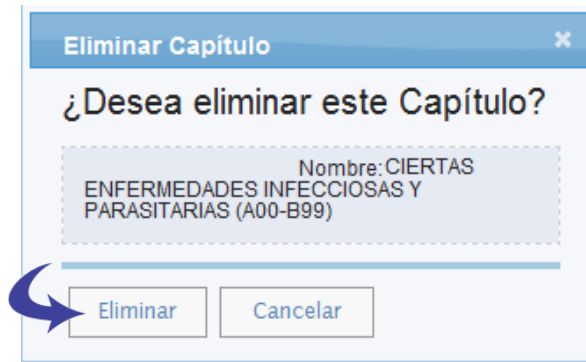 Eliminar Capítulo
¿Desea eliminar este Capítulo?
Nombre: CIERTAS
ENFERMEDADES INFECCIOSAS Y
PARASITARIAS (A00-B99)
Eliminar
Cancelar